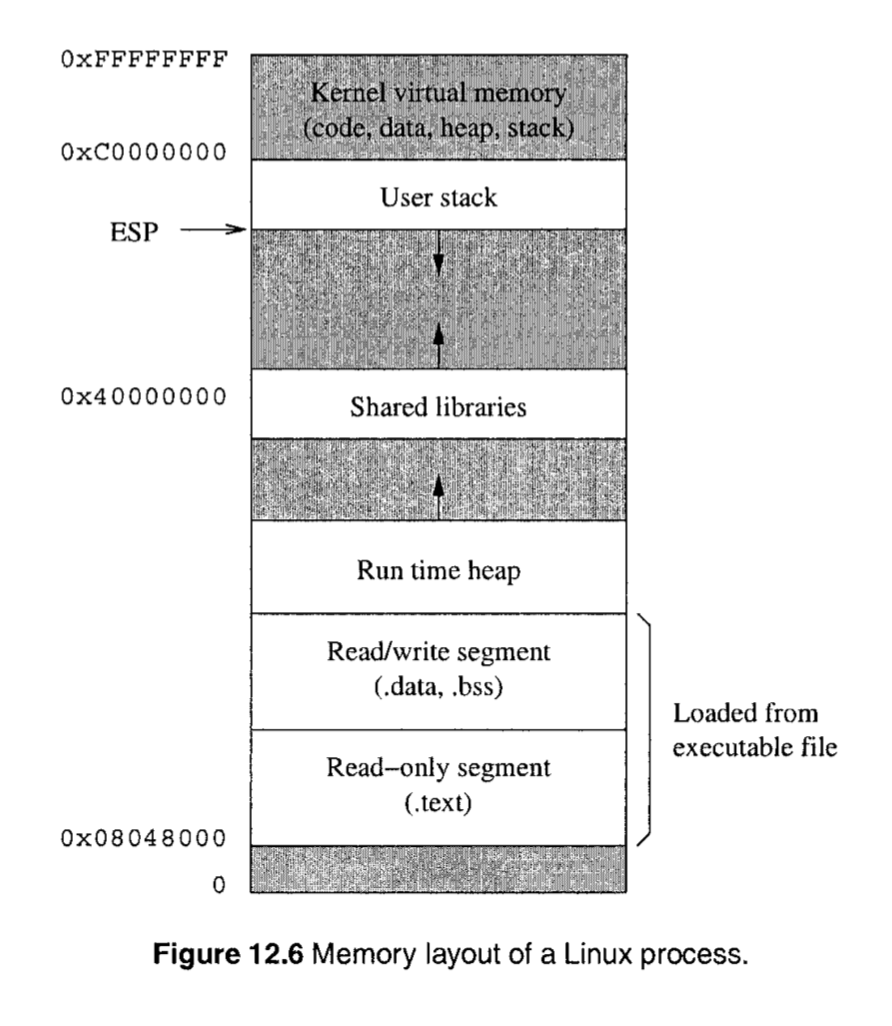 0xFFFFFFFF
Kernel virtual memory
(code, data, heap, stack)
0xC0000000
User stack
ESP
0x40000000
Shared libraries
Run time heap
Read/write segment
(.data, .bss)
Loaded from
executable file
Read–only segment
(.text)
0x08048000
0
Figure 12.6 Memory layout of a Linux process.